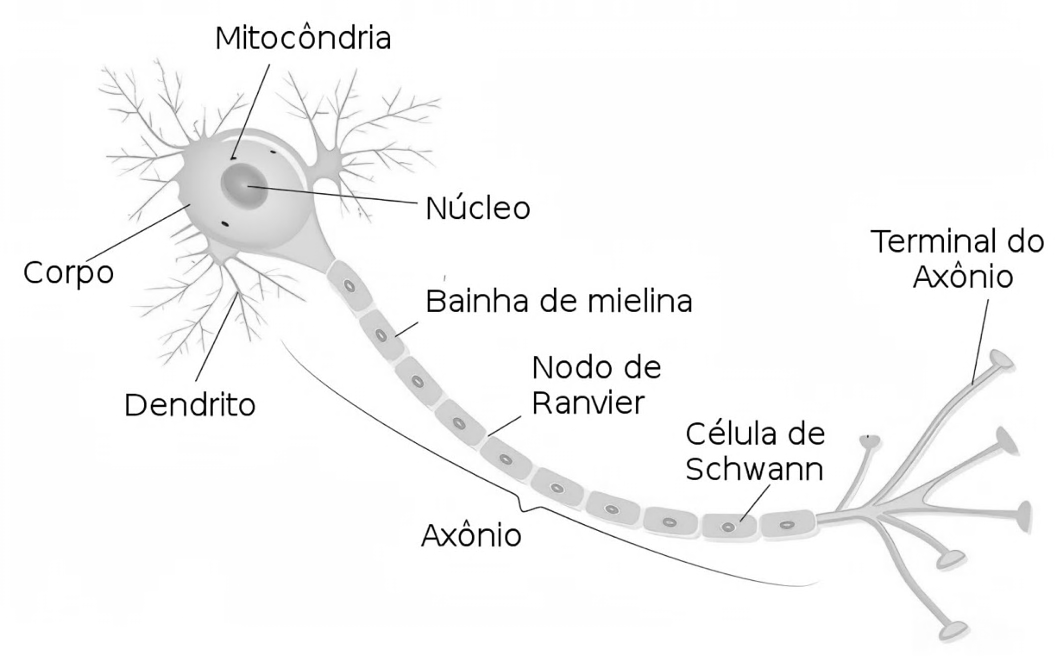 Mitocôndria
Núcleo
Corpo
Terminal do
Axônio
Bainha de mielina
Nodo de
Ranvier
Dendrito
Célula de
Schwann
Axônio